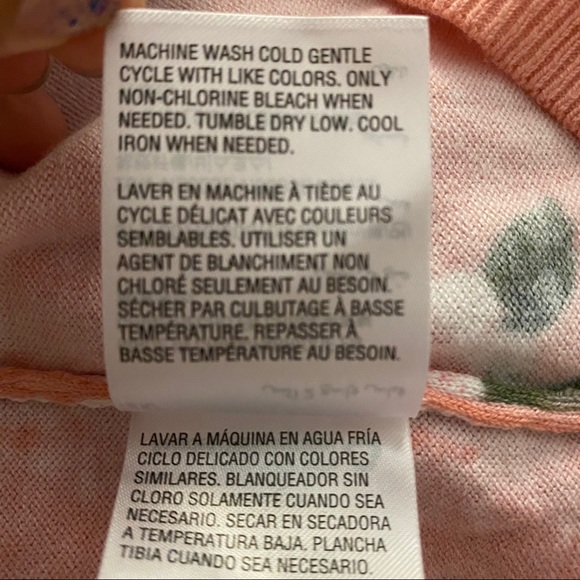 MACHINE WASH COLD GENTLE
CYCLE WITH LIKE COLORS. ONLY
NON-CHLORINE BLEACH WHEN
NEEDED. TUMBLE DRY LOW. COOL
IRON WHEN NEEDED.
LAVER EN MACHINE À TIÈDE AU
CYCLE DÉLICAT AVEC COULEURS
SEMBLABLES. UTILISER UN
AGENT DE BLANCHIMENT NON
CHLORÉ SEULEMENT AU BESOIN.
SÉCHER PAR CULBUTAGE À BASSE
TEMPÉRATURE. REPASSER À
BASSE TEMPÉRATURE AU BESOIN.
LAVAR A MÁQUINA EN AGUA FRÍA
CICLO DELICADO CON COLORES
SIMILARES. BLANQUEADOR SIN
CLORO SOLAMENTE CUANDO SEA
NECESARIO. SECAR EN SECADORA
A TEMPERATURA BAJA. PLANCHA
TIBIA CUANDO SEA NECESARIO.